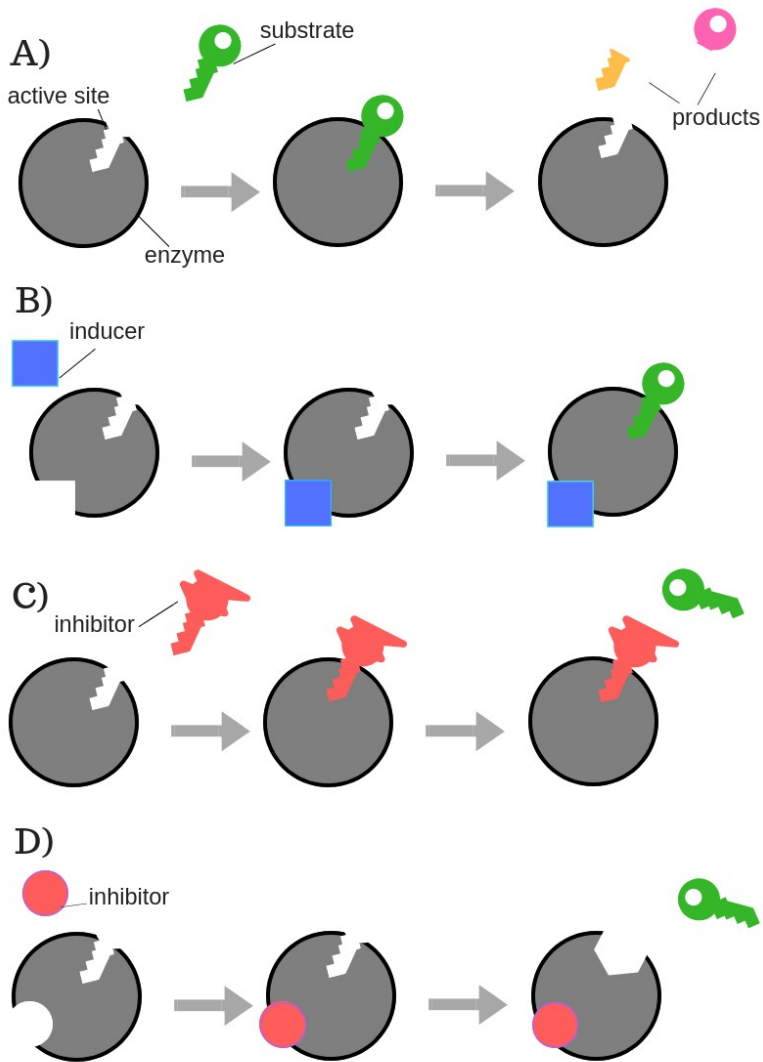 A)
substrate
active site
products
enzyme
B)
inducer
C)
inhibitor
D)
inhibitor